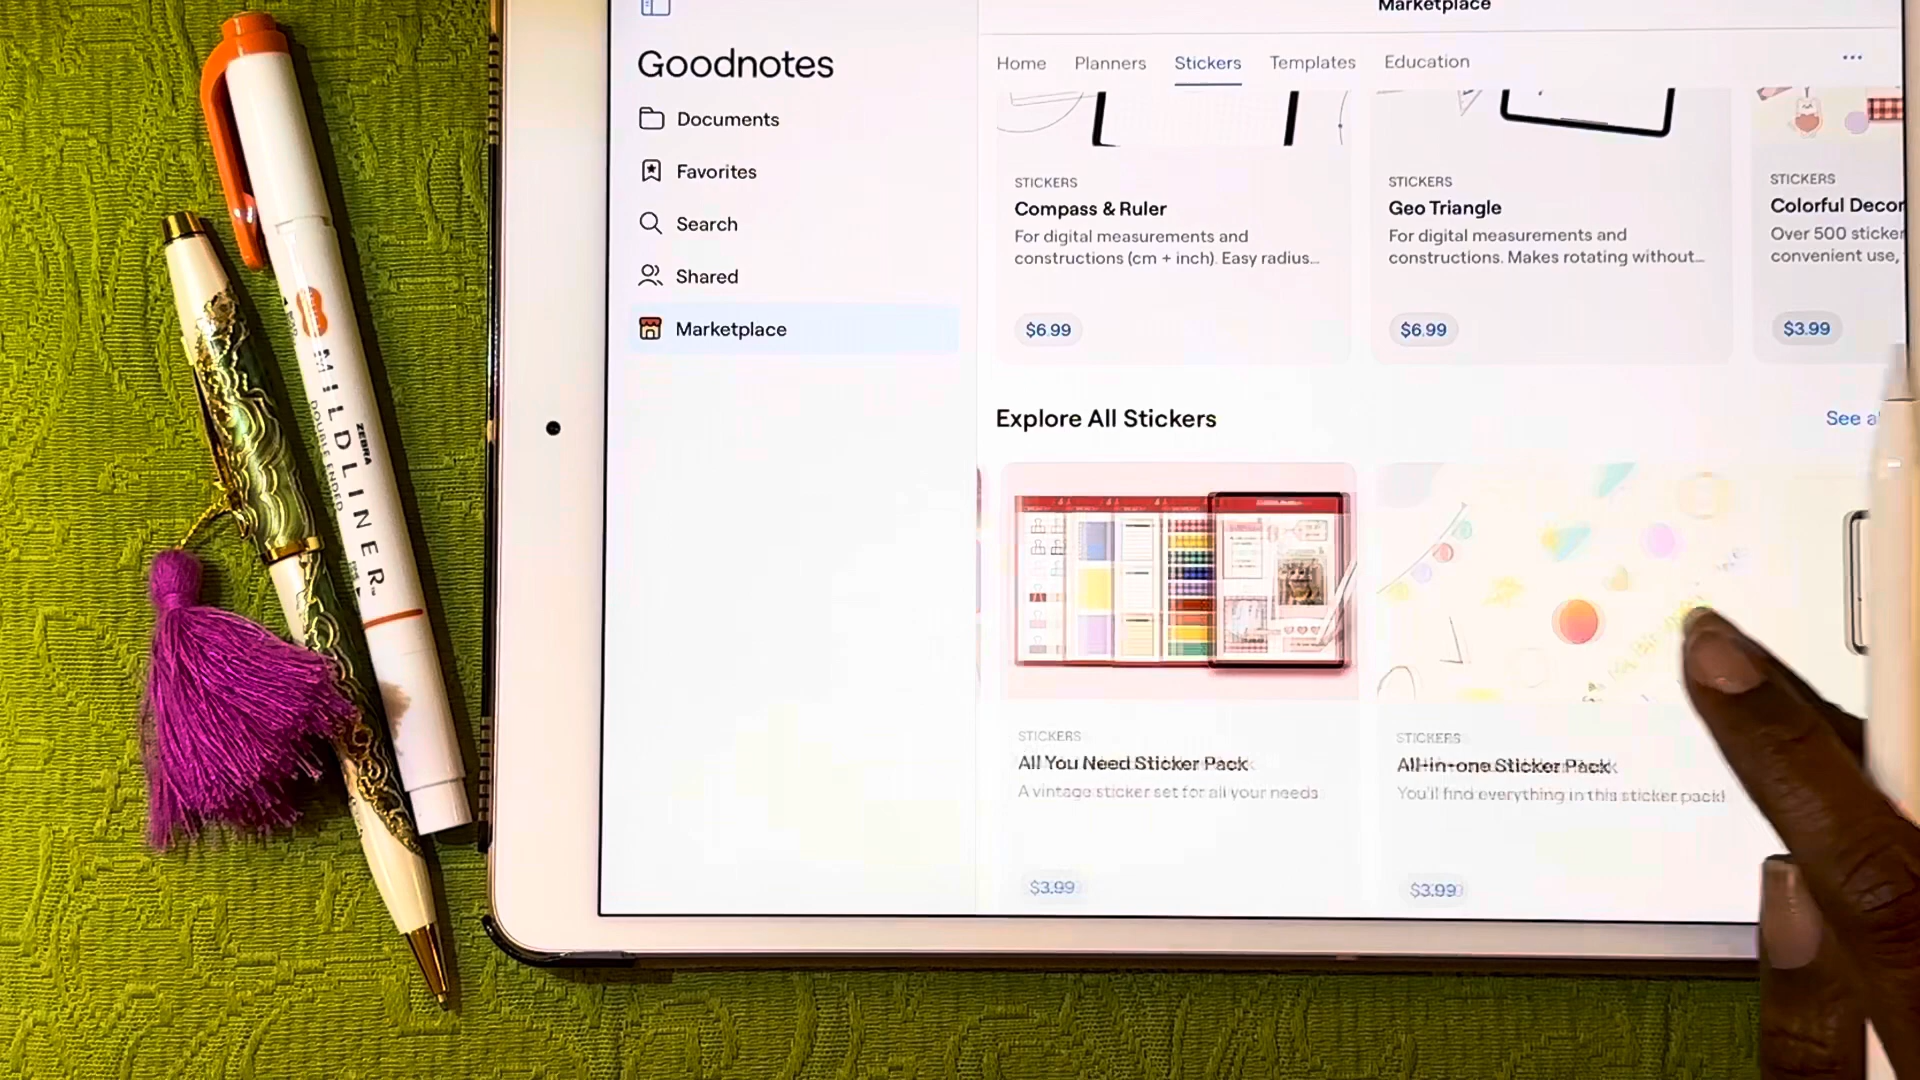 Marketplace
Goodnotes
Documents
Favorites
Search
Shared
Marketplace
Home Planners Stickers Templates Education
STICKERS
Compass & Ruler
For digital measurements and
constructions (cm + inch). Easy radius...
$6.99
STICKERS
Geo Triangle
For digital measurements and
constructions. Makes rotating without...
$6.99
STICKERS
Colorful Decor
Over 500 sticker
convenient use,
$3.99
Explore All Stickers
See a
STICKERS
All You Need Sticker Pack
A vintage sticker set for all your needs
$3.99
STICKERS
All-in-one Sticker Pack
You'll find everything in this sticker pack!
$3.99
ZEBRA
MILDLINER
DOUBLE ENDED